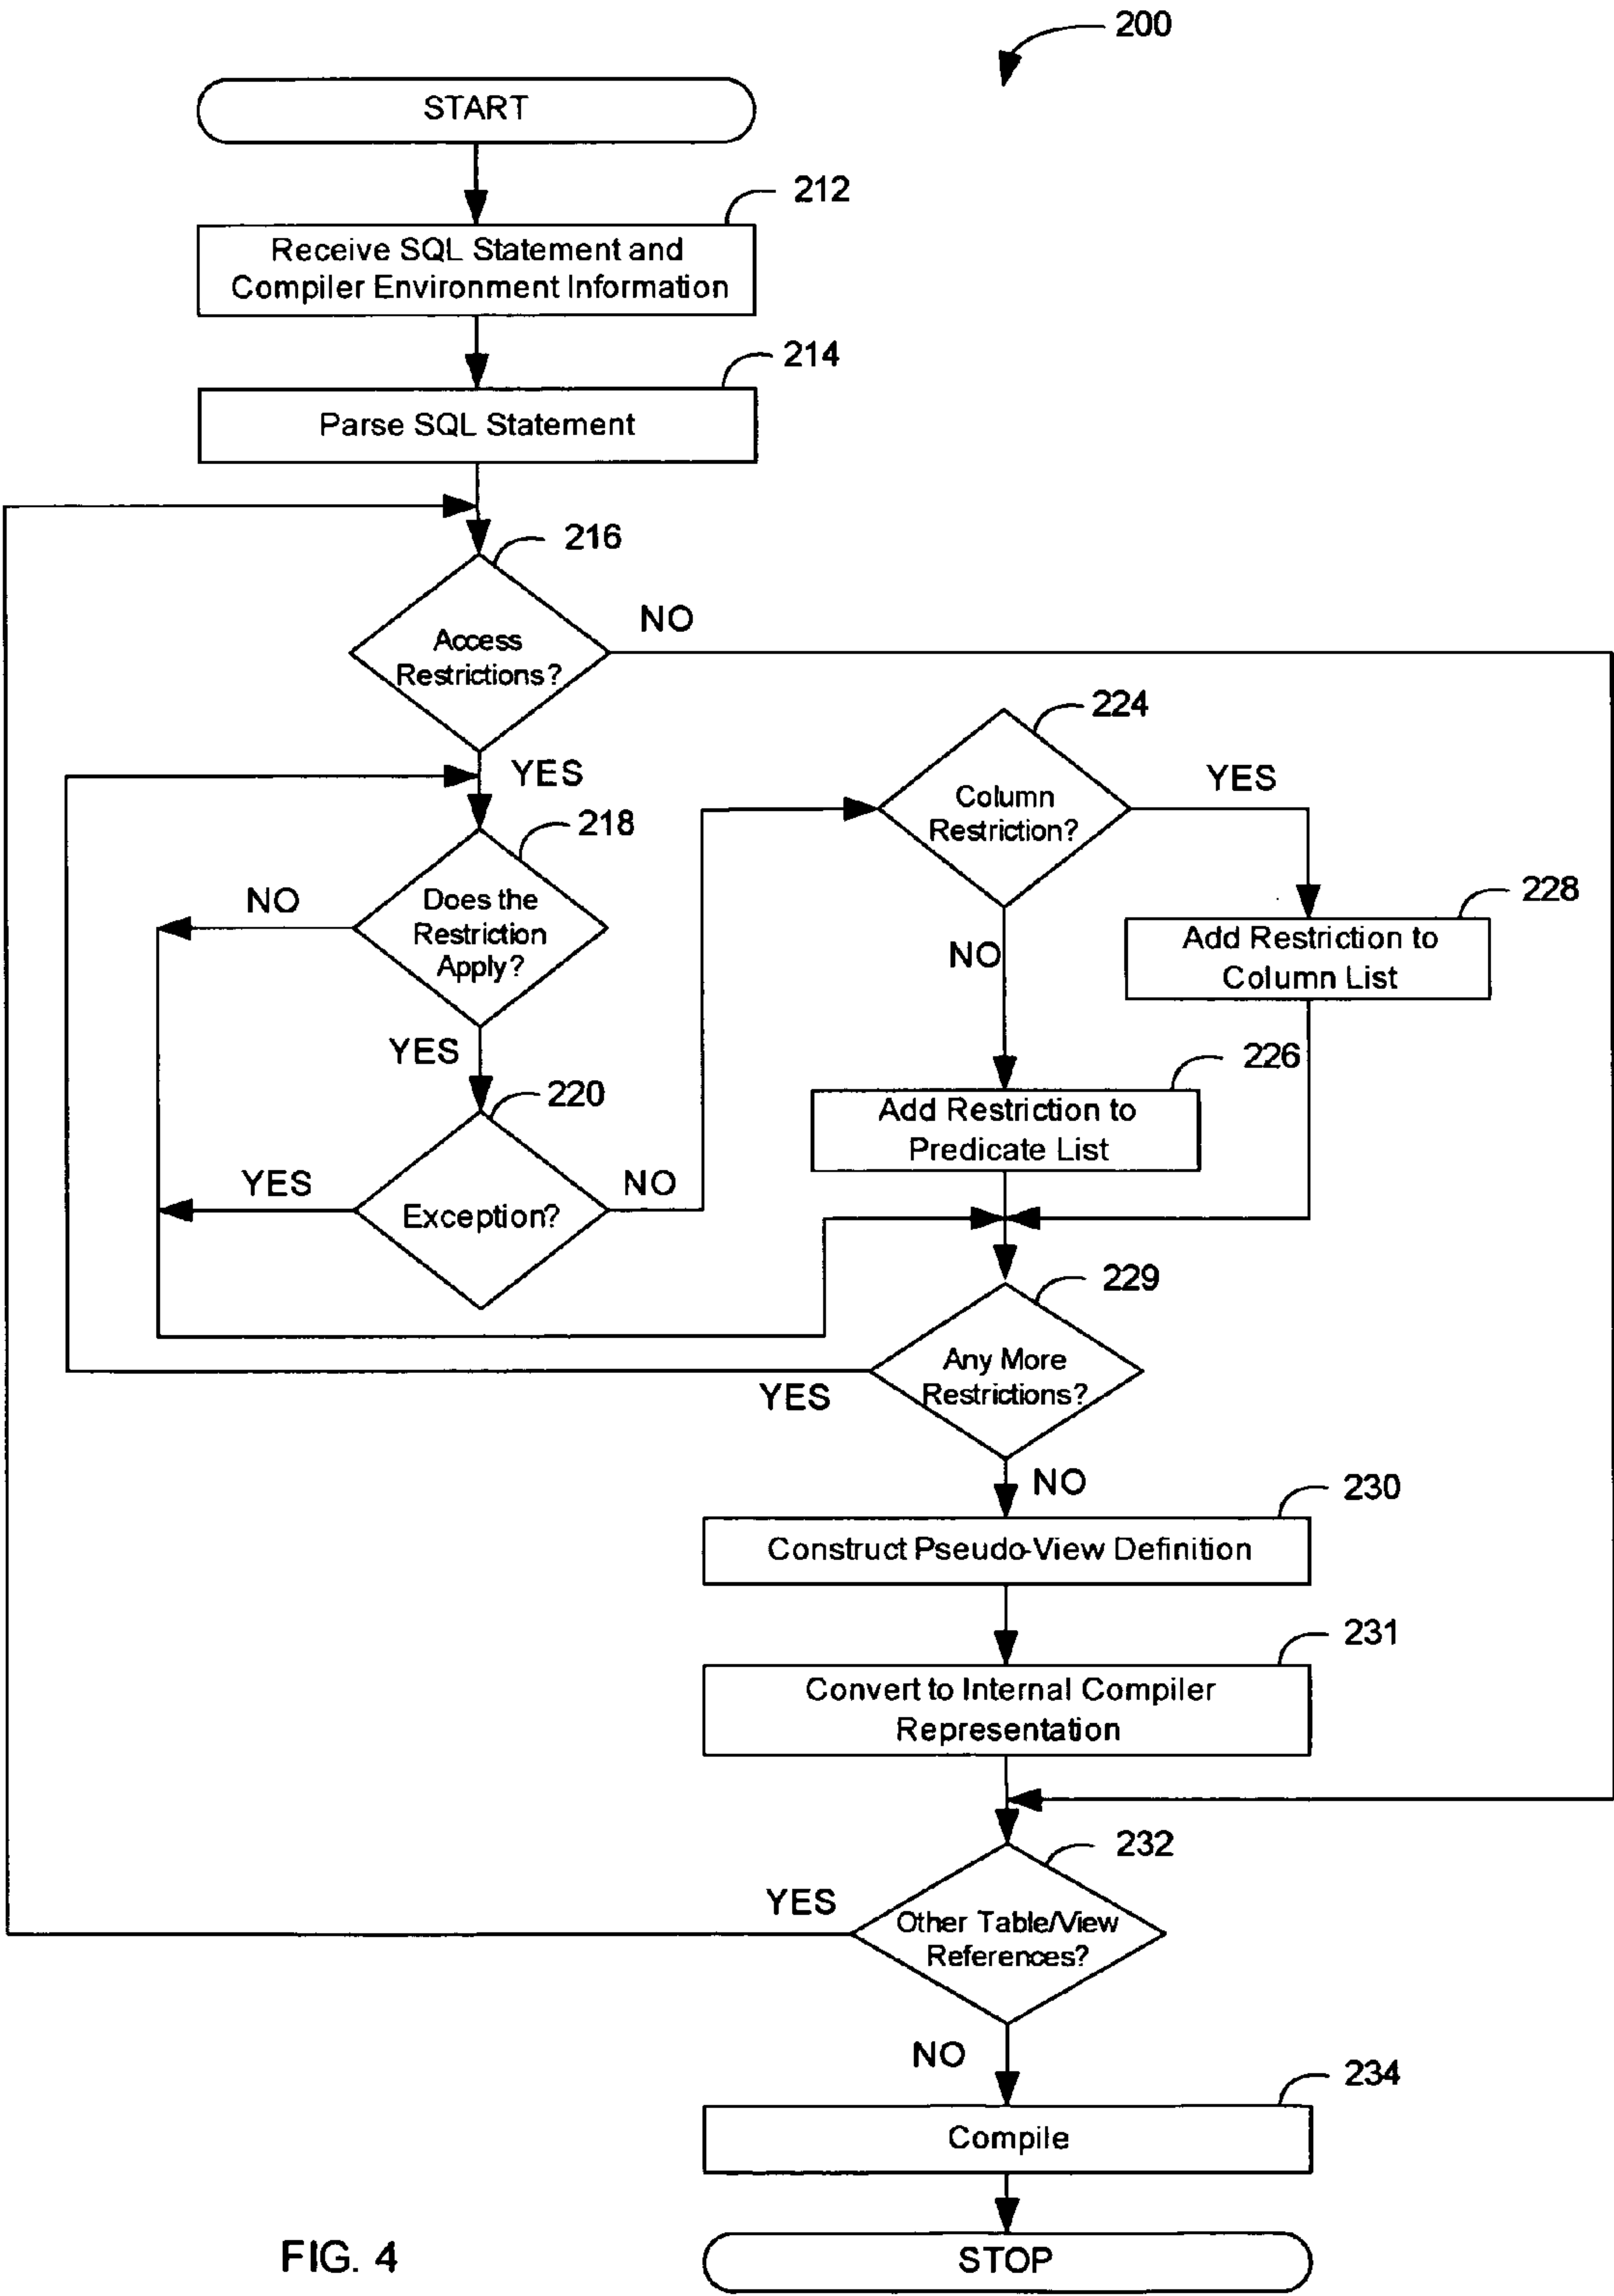 200
START
212
Receive SQL Statement and
Compiler Environment Information
214
Parse SQL Statement
216
NO
Access
Restrictions?
YES
224
Column
Restriction?
YES
218
Does the
Restriction
Apply?
NO
228
Add Restriction to
Column List
NO
YES
226
Add Restriction to
Predicate List
220
YES
Exception?
NO
229
Any More
Restrictions?
YES
NO
230
Construct Pseudo-View Definition
231
Convert to Internal Compiler
Representation
232
YES
Other Table/View
References?
NO
234
Compile
STOP
FIG. 4